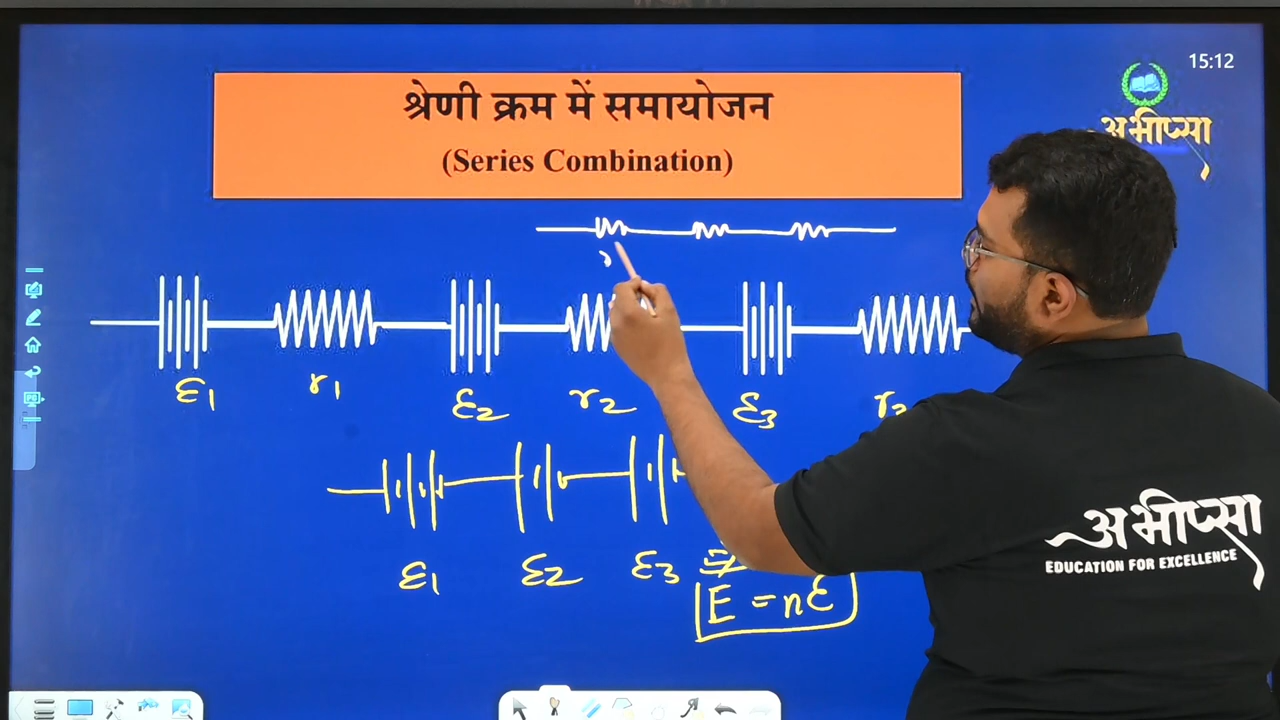 15:12
श्रेणी क्रम में समायोजन
(Series Combination)
अभीप्सा
ε1 r1 ε2 r2 ε3
ε1 ε2 ε3
E = nε
अभीप्सा
EDUCATION FOR EXCELLENCE